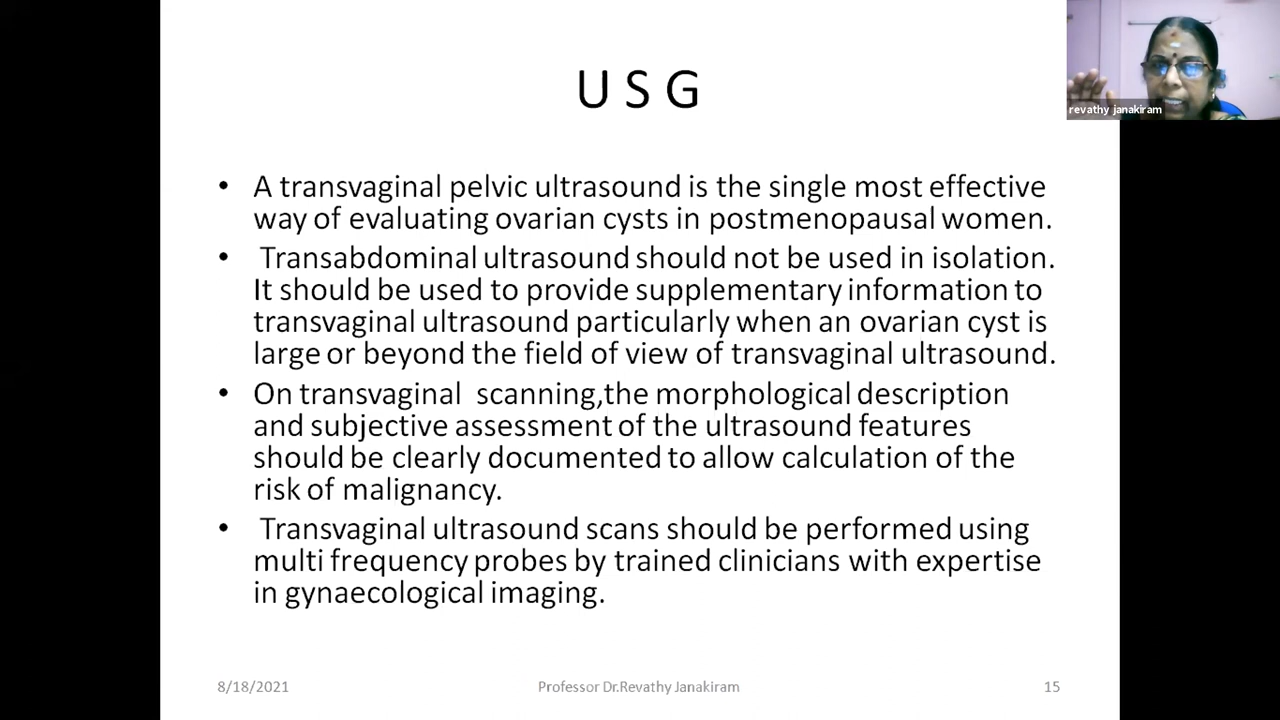 U S G
revathy janakiram
• A transvaginal pelvic ultrasound is the single most effective
way of evaluating ovarian cysts in postmenopausal women.
• Transabdominal ultrasound should not be used in isolation.
It should be used to provide supplementary information to
transvaginal ultrasound particularly when an ovarian cyst is
large or beyond the field of view of transvaginal ultrasound.
• On transvaginal scanning,the morphological description
and subjective assessment of the ultrasound features
should be clearly documented to allow calculation of the
risk of malignancy.
• Transvaginal ultrasound scans should be performed using
multi frequency probes by trained clinicians with expertise
in gynaecological imaging.
8/18/2021 Professor Dr.Revathy Janakiram 15